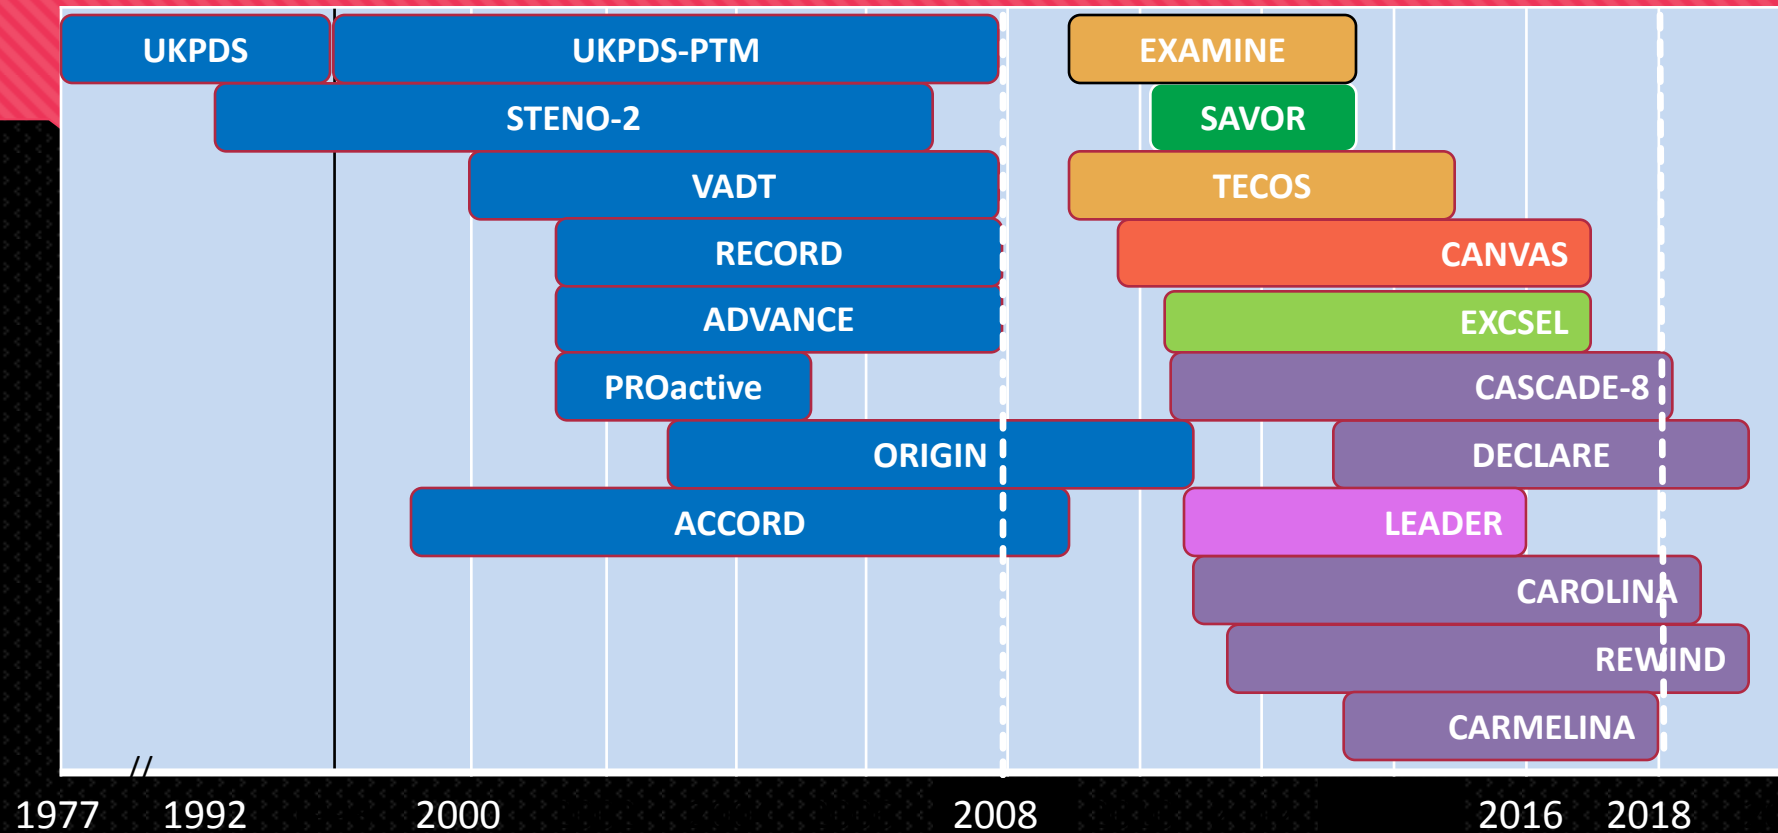 UKPDS
UKPDS-PTM
EXAMINE
STENO-2
SAVOR
VADT
TECOS
RECORD
CANVAS
ADVANCE
EXCSEL
PROactive
CASCADE-8
ORIGIN
DECLARE
ACCORD
LEADER
CAROLINA
REWIND
CARMELINA
//
1977 1992 2000 2008 2016 2018